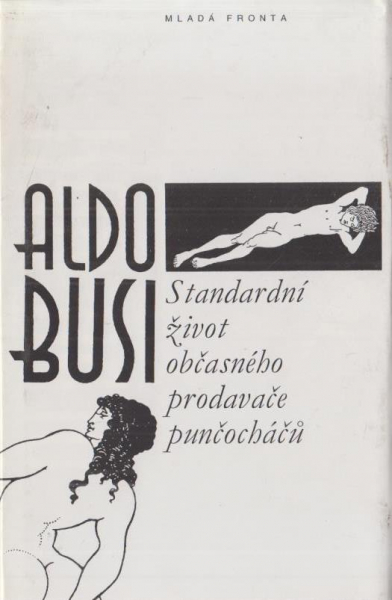 MLADÁ FRONTA
ALDO
BUSI
Standardní
život
občasného
prodavače
punčocháčů